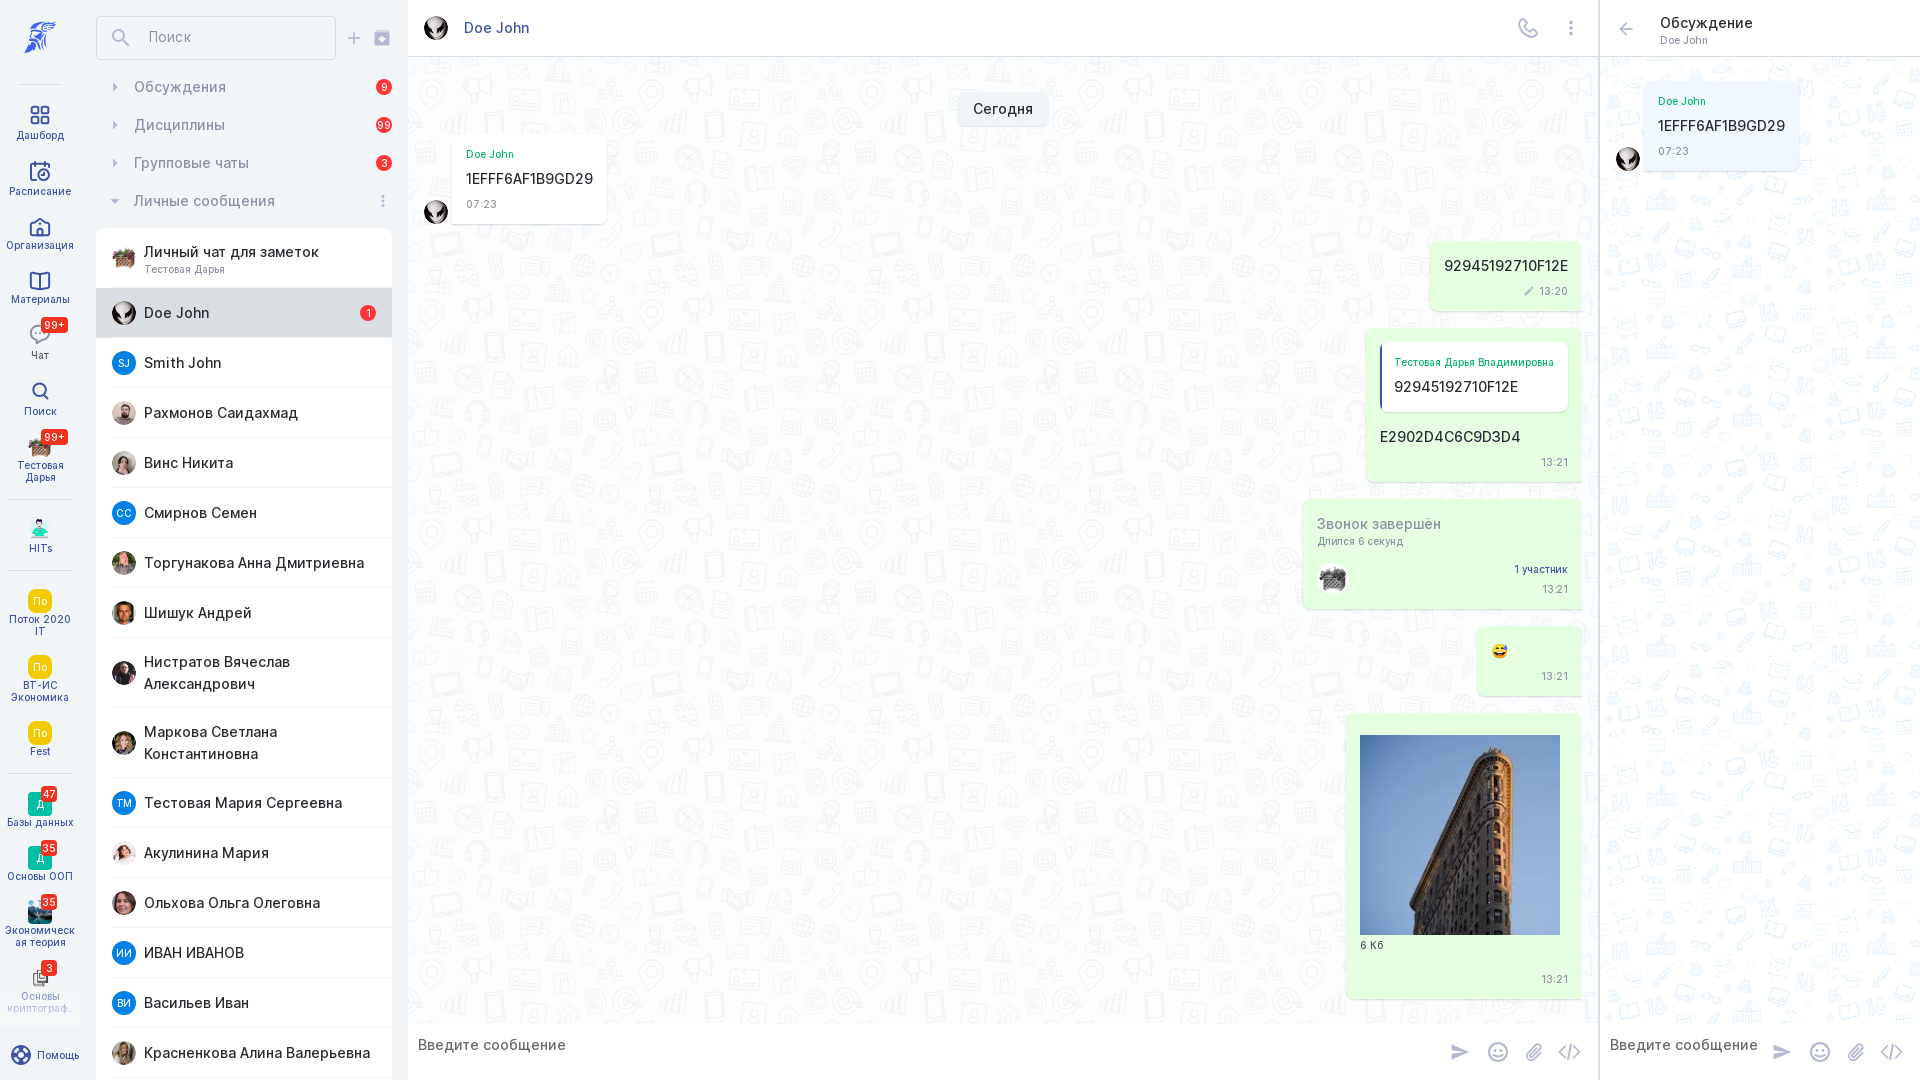 Дашборд
Расписание
Организация
Материалы
99+
Чат
Поиск
99+
Тестовая
Дарья
HITs
По
Поток 2020
IT
По
ВТ-ИС
Экономика
По
Fest
47
Д
Базы данных
35
Д
Основы ООП
35
Экономическ
ая теория
3
Основы
криптограф...
Помощь
Поиск
Обсуждения
9
Дисциплины
99
Групповые чаты
3
Личные сообщения
Личный чат для заметок
Тестовая Дарья
Doe John
1
SJ
Smith John
Рахмонов Саидахмад
Винс Никита
СС
Смирнов Семен
Торгунакова Анна Дмитриевна
Шишук Андрей
Нистратов Вячеслав
Александрович
Маркова Светлана
Константиновна
ТМ
Тестовая Мария Сергеевна
Акулинина Мария
Ольхова Ольга Олеговна
ИИ
ИВАН ИВАНОВ
ВИ
Васильев Иван
Красненкова Алина Валерьевна
Doe John
Сегодня
Doe John
1EFFF6AF1B9GD29
07:23
92945192710F12E
13:20
Тестовая Дарья Владимировна
92945192710F12E
E2902D4C6C9D3D4
13:21
Звонок завершён
Длился 6 секунд
1 участник
13:21
13:21
6 Кб
13:21
Введите сообщение
Обсуждение
Doe John
Doe John
1EFFF6AF1B9GD29
07:23
Введите сообщение